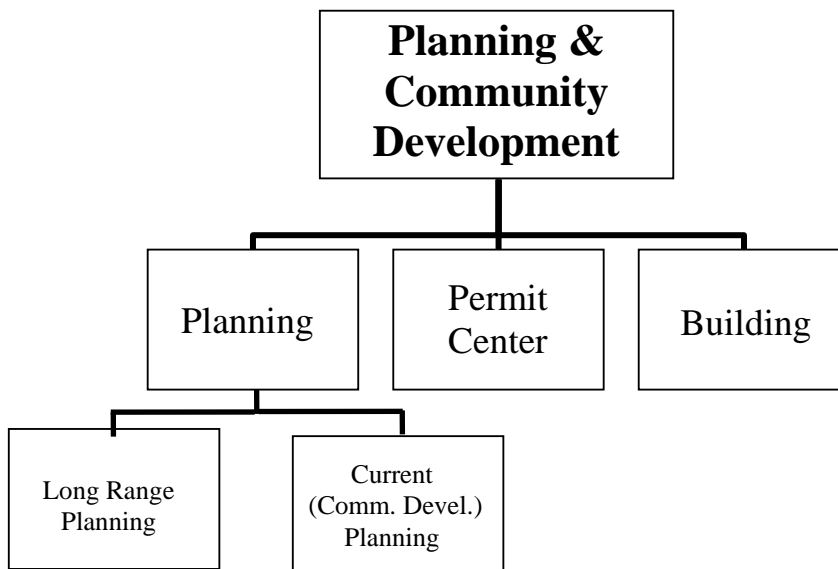 Planning &
Community
Development
Planning
Permit
Center
Building
Long Range
Planning
Current
(Comm. Devel.)
Planning